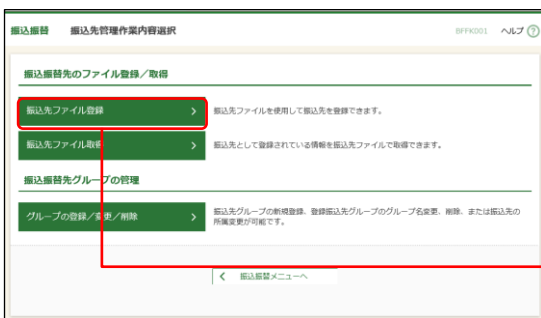 振込振替 振込先管理作業内容選択 BFFK001 ヘルプ ?
振込振替先のファイル登録／取得
振込先ファイル登録 振込先ファイルを使用して振込先を登録できます。
振込先ファイル取得 振込先として登録されている情報を振込先ファイルで取得できます。
振込振替先グループの管理
グループの登録／変更／削除 振込先グループの新規登録、登録振込先グループのグループ名変更、削除、または振込先の
所属変更が可能です。
振込振替メニューへ